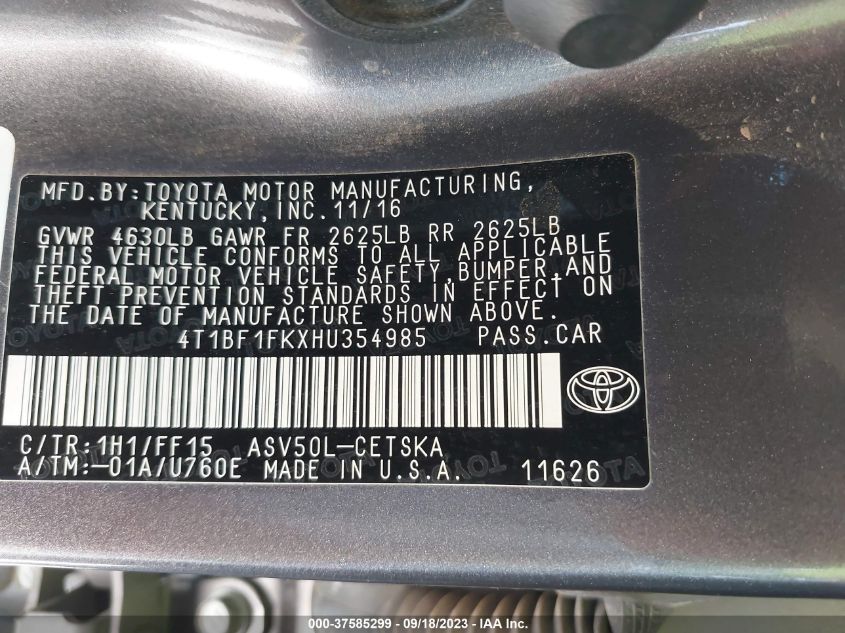 MFD.BY:TOYOTA MOTOR MANUFACTURING,
KENTUCKY,INC.11/16
GVWR 4630LB GAWR FR 2625LB RR 2625LB
THIS VEHICLE CONFORMS TO ALL APPLICABLE
FEDERAL MOTOR VEHICLE SAFETY,BUMPER,AND
THEFT PREVENTION STANDARDS IN EFFECT ON
THE DATE OF MANUFACTURE SHOWN ABOVE.
4T1BF1FKXHU354985 PASS.CAR
C/TR:1H1/FF15 ASV50L-CETSKA
A/TM:-01A/U760E MADE IN U.S.A. 11626
000-37585299 - 09/18/2023 - IAA Inc.